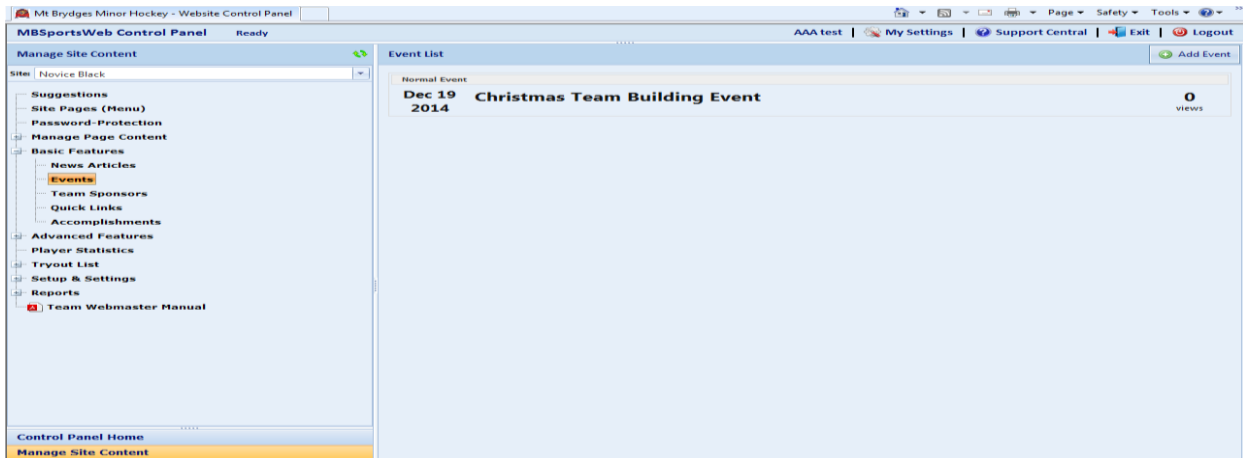 Mt Brydges Minor Hockey - Website Control Panel
Page Safety Tools
MBSportsWeb Control Panel Ready
AAA test | My Settings | Support Central | Exit | Logout
Manage Site Content
Event List
Add Event
Site: Novice Black
Normal Event
Dec 19
2014
Christmas Team Building Event
0
views
Suggestions
Site Pages (Menu)
Password-Protection
Manage Page Content
Basic Features
News Articles
Events
Team Sponsors
Quick Links
Accomplishments
Advanced Features
Player Statistics
Tryout List
Setup & Settings
Reports
Team Webmaster Manual
Control Panel Home
Manage Site Content